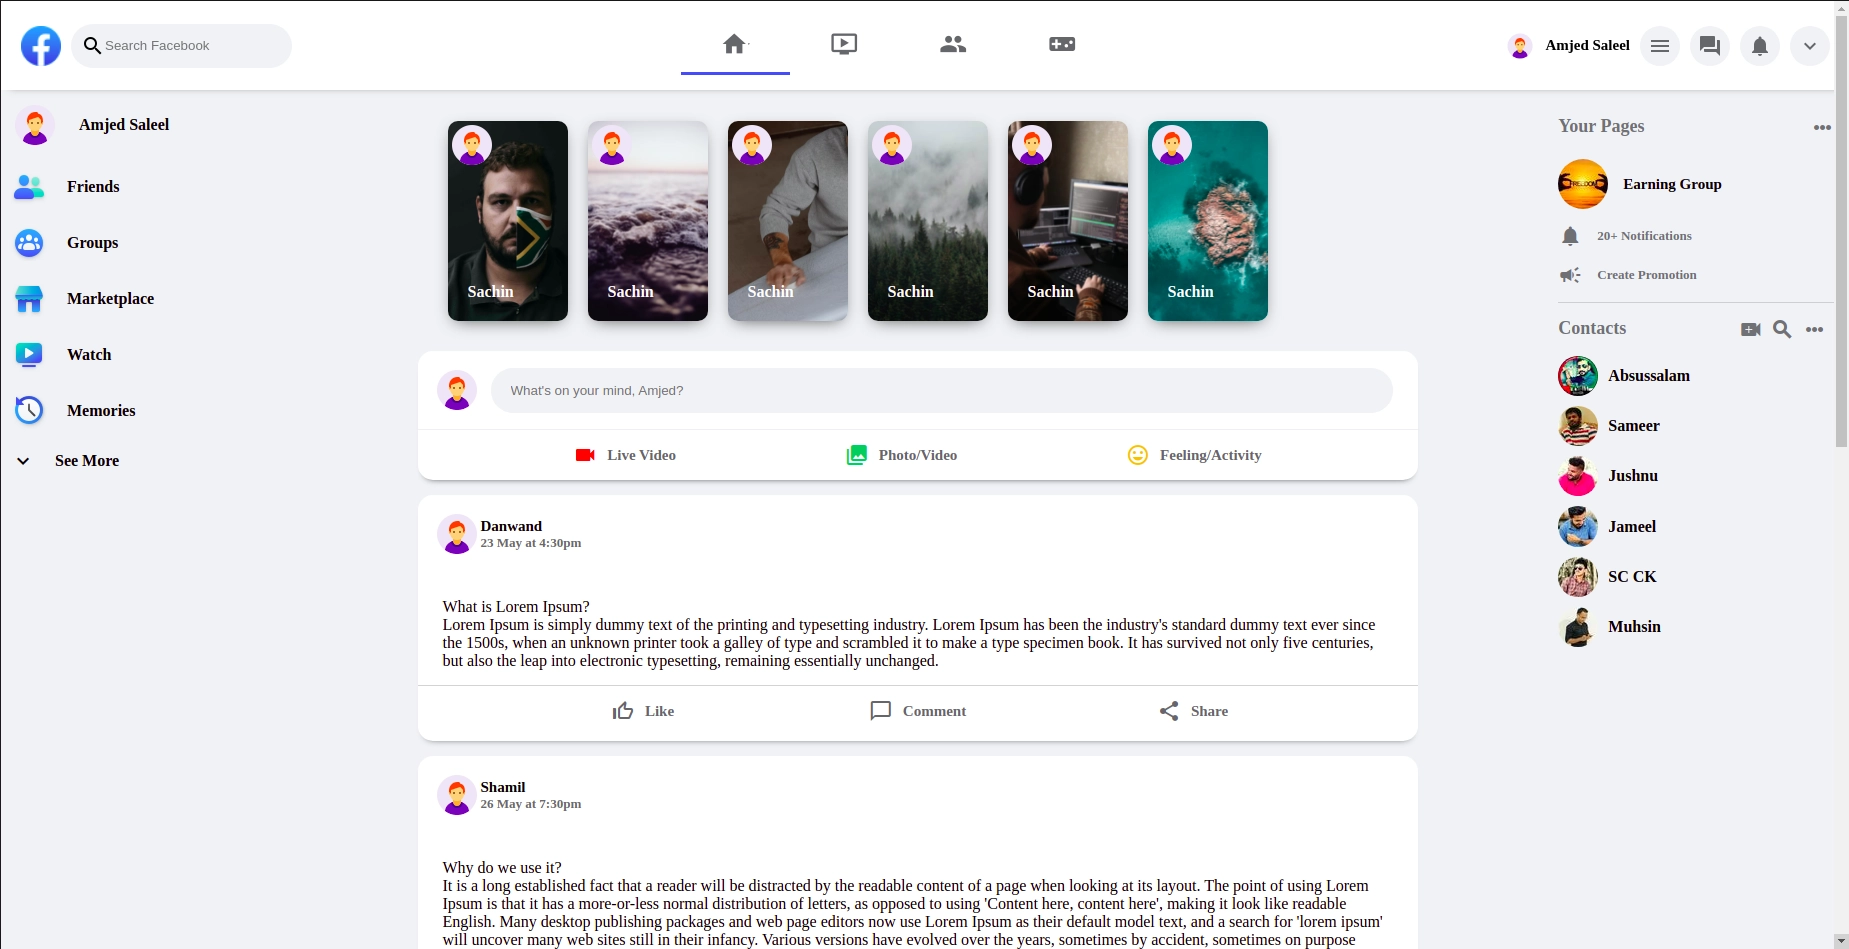 Search Facebook
Amjed Saleel
Amjed Saleel
Friends
Groups
Marketplace
Watch
Memories
See More
Sachin
Sachin
Sachin
Sachin
Sachin
Sachin
What's on your mind, Amjed?
Live Video
Photo/Video
Feeling/Activity
Danwand
23 May at 4:30pm
What is Lorem Ipsum?
Lorem Ipsum is simply dummy text of the printing and typesetting industry. Lorem Ipsum has been the industry's standard dummy text ever since
the 1500s, when an unknown printer took a galley of type and scrambled it to make a type specimen book. It has survived not only five centuries,
but also the leap into electronic typesetting, remaining essentially unchanged.
Like
Comment
Share
Shamil
26 May at 7:30pm
Why do we use it?
It is a long established fact that a reader will be distracted by the readable content of a page when looking at its layout. The point of using Lorem
Ipsum is that it has a more-or-less normal distribution of letters, as opposed to using 'Content here, content here', making it look like readable
English. Many desktop publishing packages and web page editors now use Lorem Ipsum as their default model text, and a search for 'lorem ipsum'
will uncover many web sites still in their infancy. Various versions have evolved over the years, sometimes by accident, sometimes on purpose
Your Pages
FREEDOM
Earning Group
20+ Notifications
Create Promotion
Contacts
Absussalam
Sameer
Jushnu
Jameel
SC CK
Muhsin